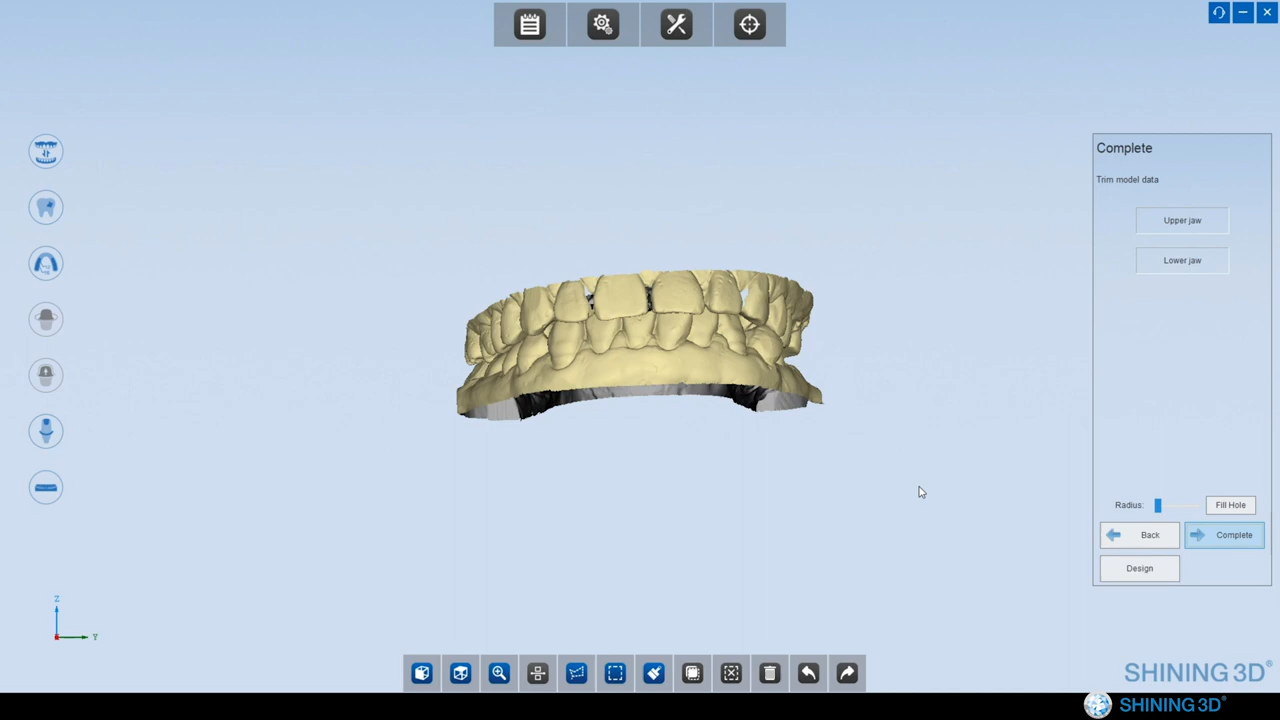 Complete
Trim model data
Upper jaw
Lower jaw
Radius:
Fill Hole
Back
Complete
Design
Z
Y
SHINING 3D®
SHINING 3D®